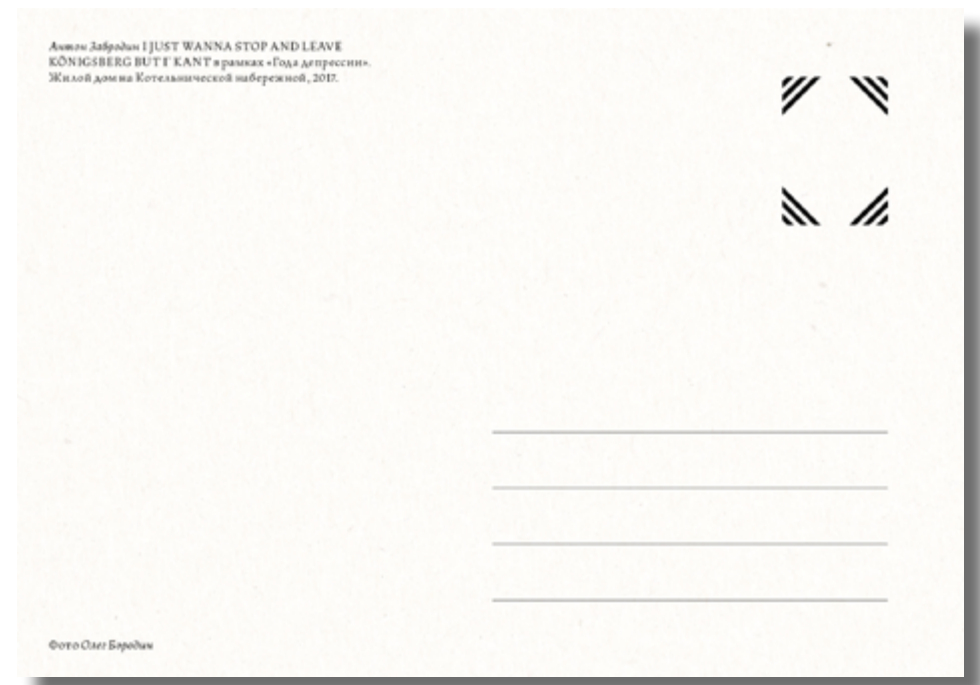 Антон Забродин I JUST WANNA STOP AND LEAVE
KÖNIGSBERG BUT I' KANT в рамках «Года депрессии».
Жилой дом на Котельнической набережной, 2017.
Фото Олег Бородин